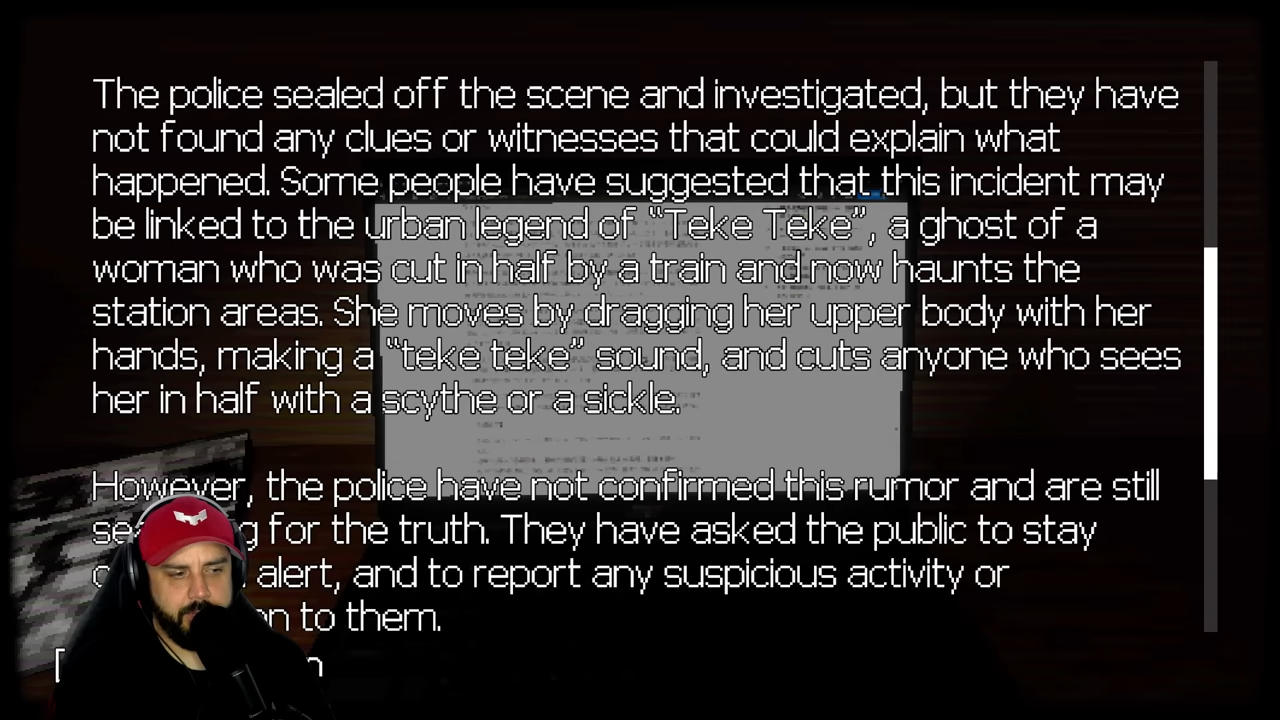 The police sealed off the scene and investigated, but they have
not found any clues or witnesses that could explain what
happened. Some people have suggested that this incident may
be linked to the urban legend of “Teke Teke”, a ghost of a
woman who was cut in half by a train and now haunts the
station areas. She moves by dragging her upper body with her
hands, making a “teke teke” sound, and cuts anyone who sees
her in half with a scythe or a sickle.
However, the police have not confirmed this rumor and are still
for the truth. They have asked the public to stay
alert, and to report any suspicious activity or
to them.